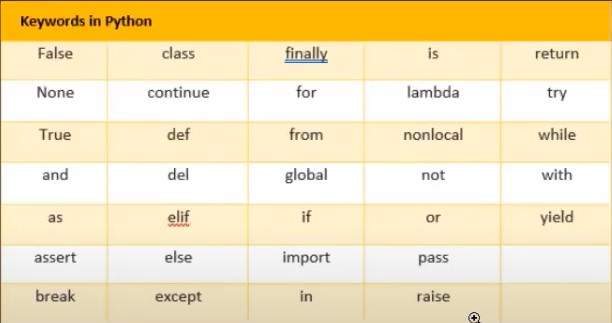 Keywords in Python
False class finally is return
None continue for lambda try
True def from nonlocal while
and del global not with
as elif if or yield
assert else import pass
break except in raise